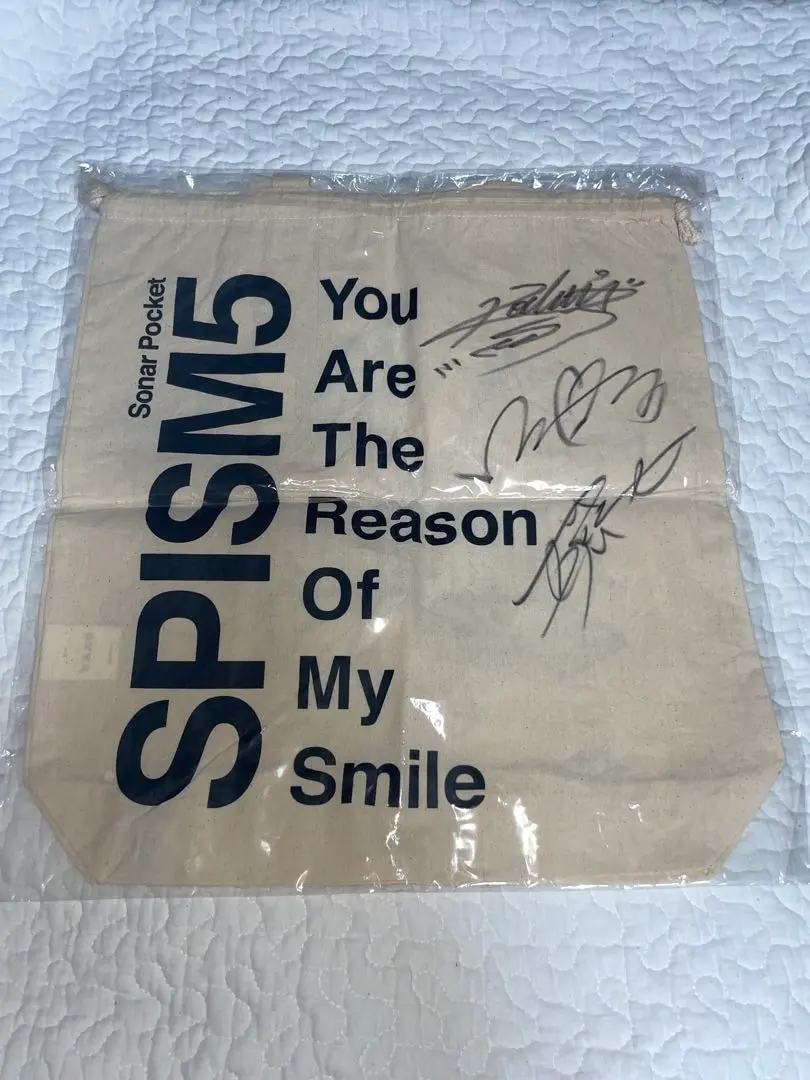 Sonar Pocket
SPISM5
You
Are
The
Reason
Of
My
Smile